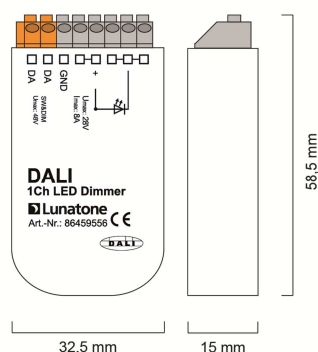 DA
DA
GND
+
SW&DIM
Umax: 48V
Umax: 28V
Imax: 8A
DALI
1Ch LED Dimmer
Lunatone
Art.-Nr.: 86459556 CE
DALI
58,5 mm
32,5 mm
15 mm